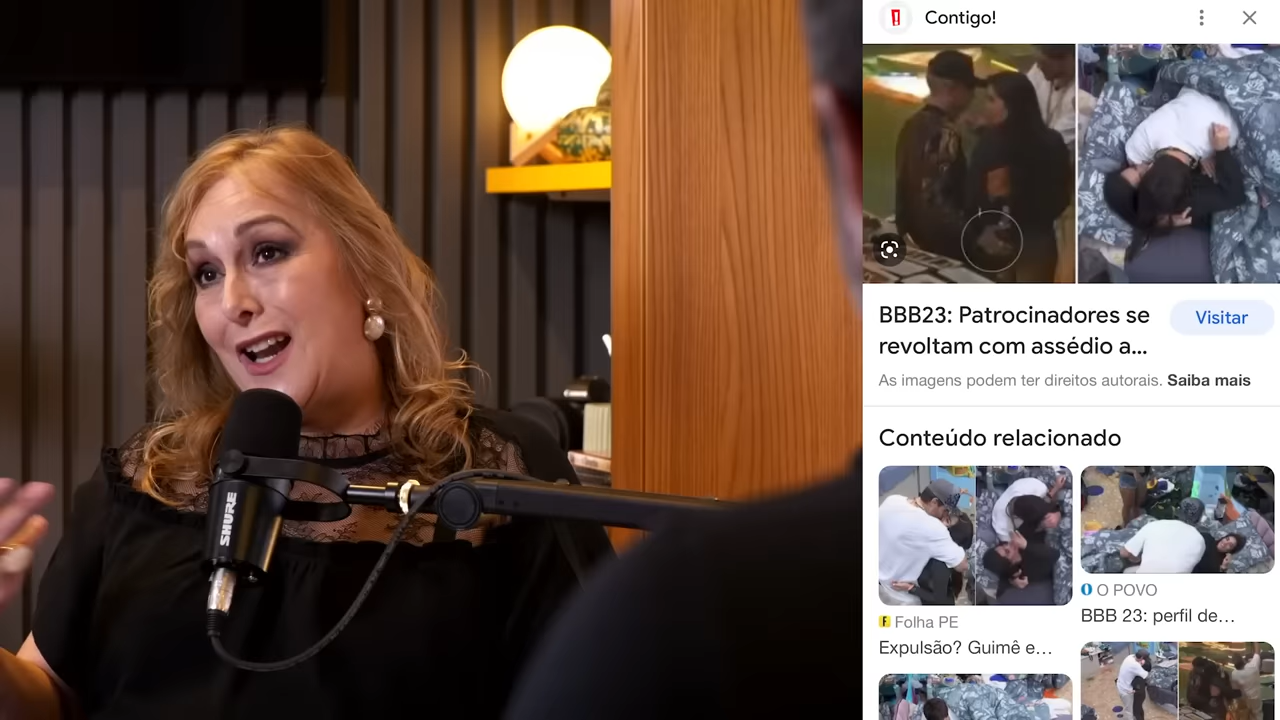 SHURE
Contigo!
BBB23: Patrocinadores se
revoltam com assédio a...
Visitar
As imagens podem ter direitos autorais. Saiba mais
Conteúdo relacionado
Folha PE
Expulsão? Guimê e...
O POVO
BBB 23: perfil de...